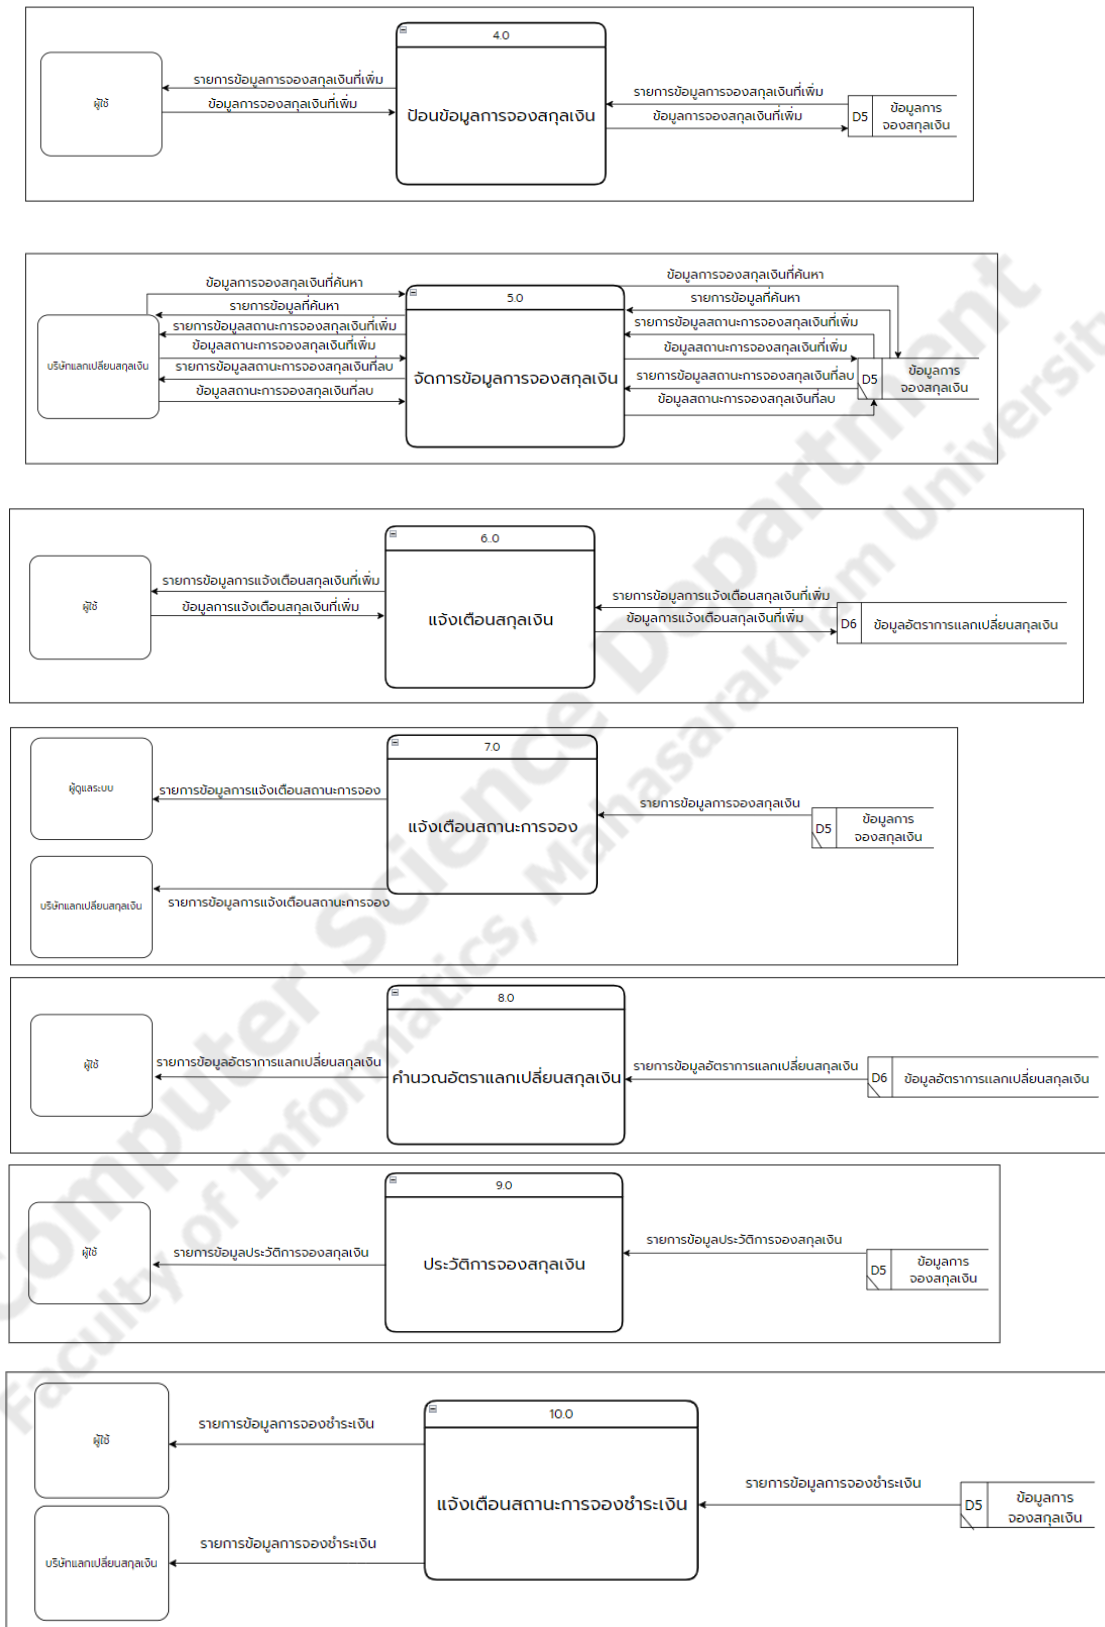 4.0
ผู้ใช้
รายการข้อมูลการจองสกุลเงินที่เพิ่ม
ข้อมูลการจองสกุลเงินที่เพิ่ม
ป้อนข้อมูลการจองสกุลเงิน
รายการข้อมูลการจองสกุลเงินที่เพิ่ม
ข้อมูลการจองสกุลเงินที่เพิ่ม
D5
ข้อมูลการ
จองสกุลเงิน
5.0
บริษัทแลกเปลี่ยนสกุลเงิน
ข้อมูลการจองสกุลเงินที่ค้นหา
รายการข้อมูลที่ค้นหา
รายการข้อมูลสถานะการจองสกุลเงินที่เพิ่ม
ข้อมูลสถานะการจองสกุลเงินที่เพิ่ม
รายการข้อมูลสถานะการจองสกุลเงินที่ลบ
ข้อมูลสถานะการจองสกุลเงินที่ลบ
จัดการข้อมูลการจองสกุลเงิน
ข้อมูลการจองสกุลเงินที่ค้นหา
รายการข้อมูลที่ค้นหา
รายการข้อมูลสถานะการจองสกุลเงินที่เพิ่ม
ข้อมูลสถานะการจองสกุลเงินที่เพิ่ม
รายการข้อมูลสถานะการจองสกุลเงินที่ลบ
ข้อมูลสถานะการจองสกุลเงินที่ลบ
D5
ข้อมูลการ
จองสกุลเงิน
6..0
ผู้ใช้
รายการข้อมูลการแจ้งเตือนสกุลเงินที่เพิ่ม
ข้อมูลการแจ้งเตือนสกุลเงินที่เพิ่ม
แจ้งเตือนสกุลเงิน
รายการข้อมูลการแจ้งเตือนสกุลเงินที่เพิ่ม
ข้อมูลการแจ้งเตือนสกุลเงินที่เพิ่ม
D6
ข้อมูลอัตราการแลกเปลี่ยนสกุลเงิน
7.0
ผู้ดูแลระบบ
รายการข้อมูลการแจ้งเตือนสถานะการจอง
แจ้งเตือนสถานะการจอง
รายการข้อมูลการจองสกุลเงิน
D5
ข้อมูลการ
จองสกุลเงิน
บริษัทแลกเปลี่ยนสกุลเงิน
รายการข้อมูลการแจ้งเตือนสถานะการจอง
8.0
ผู้ใช้
รายการข้อมูลอัตราการแลกเปลี่ยนสกุลเงิน
คำนวณอัตราแลกเปลี่ยนสกุลเงิน
รายการข้อมูลอัตราการแลกเปลี่ยนสกุลเงิน
D6
ข้อมูลอัตราการแลกเปลี่ยนสกุลเงิน
9.0
ผู้ใช้
รายการข้อมูลประวัติการจองสกุลเงิน
ประวัติการจองสกุลเงิน
รายการข้อมูลประวัติการจองสกุลเงิน
D5
ข้อมูลการ
จองสกุลเงิน
10.0
ผู้ใช้
รายการข้อมูลการจองชำระเงิน
แจ้งเตือนสถานะการจองชำระเงิน
รายการข้อมูลการจองชำระเงิน
D5
ข้อมูลการ
จองสกุลเงิน
บริษัทแลกเปลี่ยนสกุลเงิน
รายการข้อมูลการจองชำระเงิน
Computer Science Department
Faculty of Informatics, Mahasarakham University